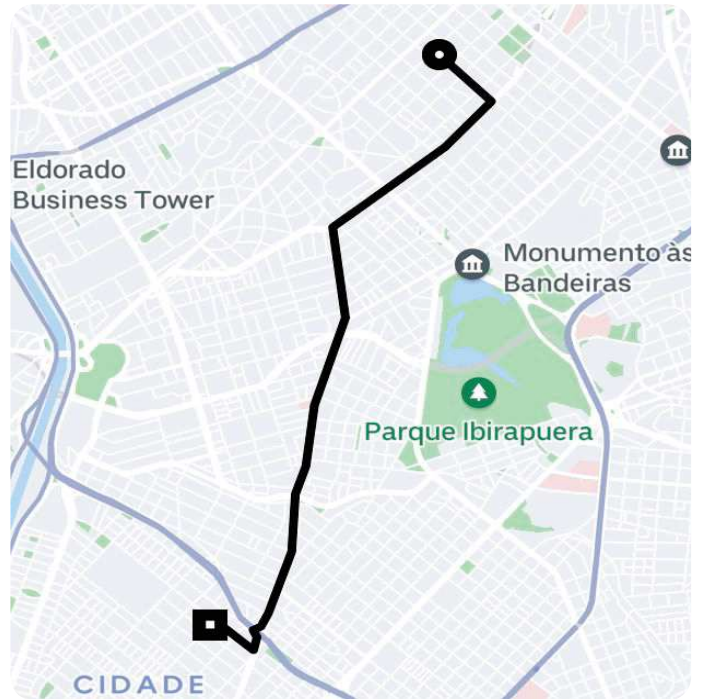 Eldorado
Business Tower
Monumento às
Bandeiras
Parque Ibirapuera
CIDADE